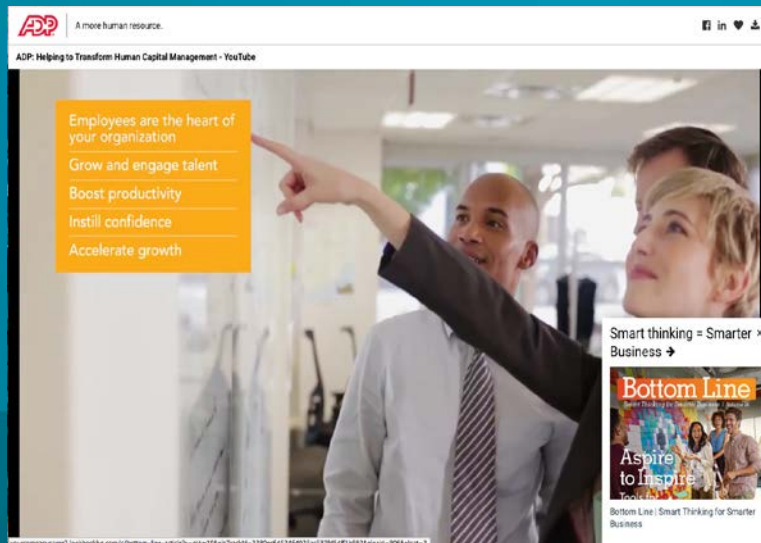 ADP
A more human resource.
ADP: Helping to Transform Human Capital Management - YouTube
Employees are the heart of
your organization
Grow and engage talent
Boost productivity
Instill confidence
Accelerate growth
Smart thinking = Smarter ×
Business →
Bottom Line
Aspire
to Inspire
Tools for
Bottom Line | Smart Thinking for Smarter
Business